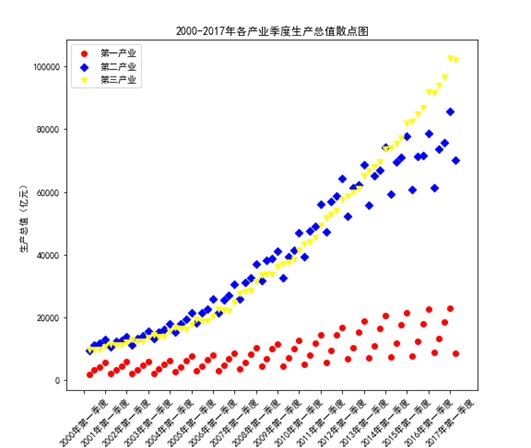 2000-2017年各产业季度生产总值散点图
第一产业
第二产业
第三产业
生产总值（亿元）
100000
80000
60000
40000
20000
0
2000年第一季度
2001年第一季度
2002年第一季度
2003年第一季度
2004年第一季度
2005年第一季度
2006年第一季度
2007年第一季度
2008年第一季度
2009年第一季度
2010年第一季度
2011年第一季度
2012年第一季度
2013年第一季度
2014年第一季度
2015年第一季度
2016年第一季度
2017年第一季度